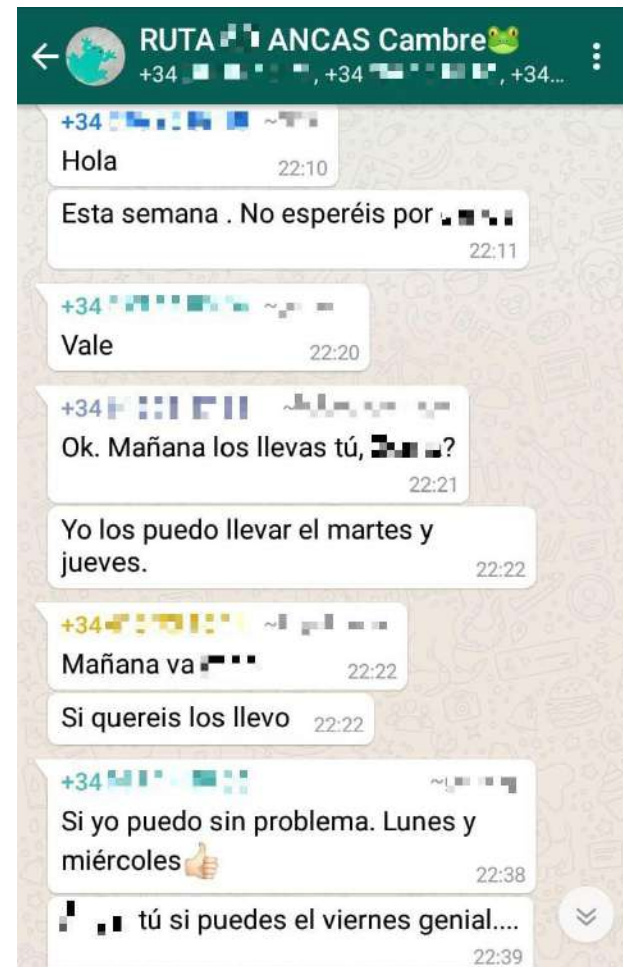 RUTA ANCAS Cambre🐸
+34 , +34 , +34...
+34 ~
Hola
22:10
Esta semana . No esperéis por
22:11
+34 ~
Vale
22:20
+34 ~
Ok. Mañana los llevas tú, ?
22:21
Yo los puedo llevar el martes y
jueves.
22:22
+34 ~
Mañana va
22:22
Si quereis los llevo 22:22
+34 ~
Si yo puedo sin problema. Lunes y
miércoles👍🏻
22:38
tú si puedes el viernes genial....
22:39